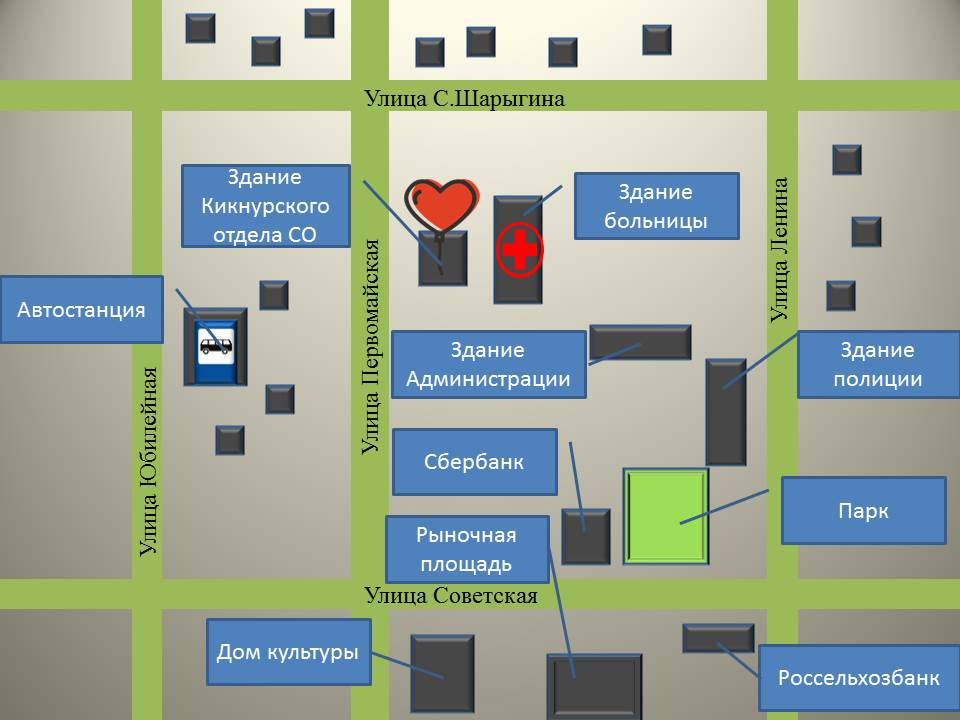 Улица С.Шарыгина
Здание
Кикнурского
отдела СО
Здание
больницы
Улица Ленина
Автостанция
Улица Первомайская
Здание
Администрации
Здание
полиции
Улица Юбилейная
Сбербанк
Парк
Рыночная
площадь
Улица Советская
Дом культуры
Россельхозбанк